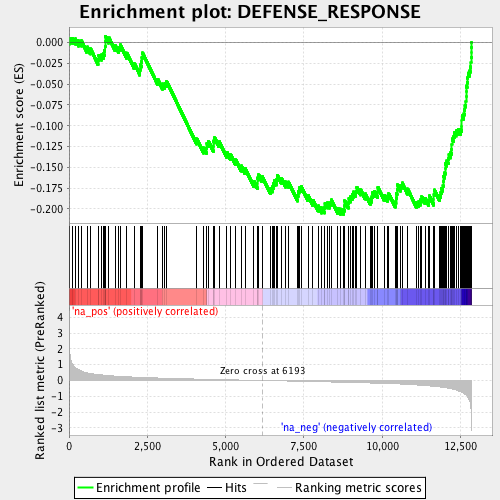 Enrichment plot: DEFENSE_RESPONSE
Enrichment score (ES)
0.000
-0.025
-0.050
-0.075
-0.100
-0.125
-0.150
-0.175
-0.200
'na_pos' (positively correlated)
Ranked list metric (PreRanked)
4
3
2
1
0
-1
-2
-3
Zero cross at 6193
'na_neg' (negatively correlated)
0 2,500 5,000 7,500 10,000 12,500
Rank in Ordered Dataset
Enrichment profile Hits Ranking metric scores